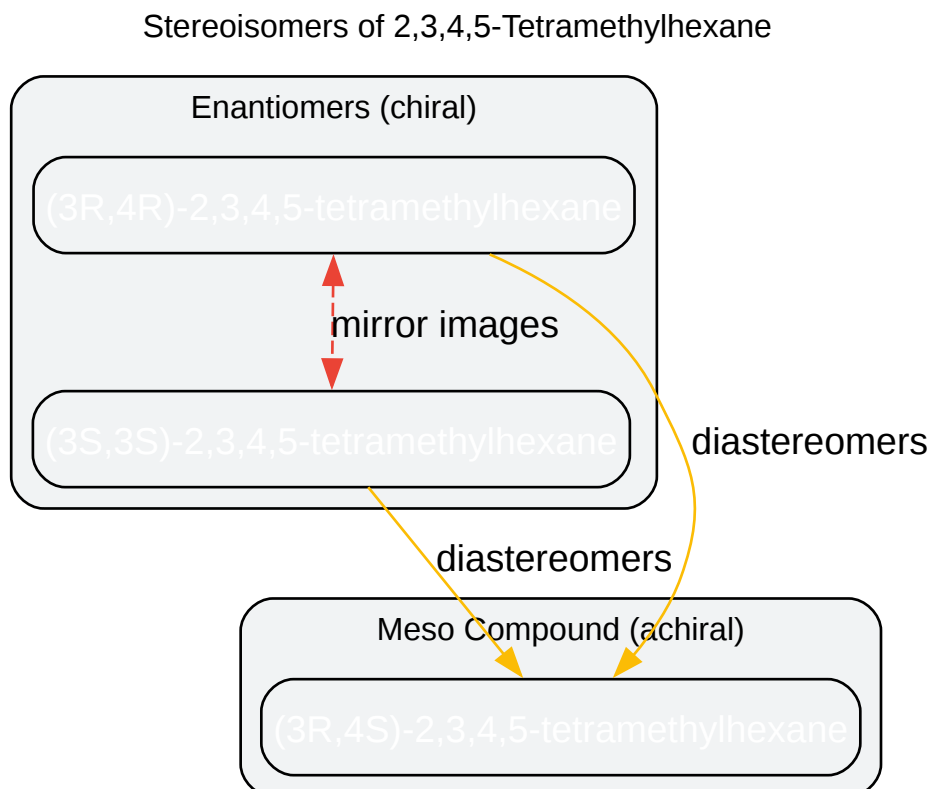 Stereoisomers of 2,3,4,5-Tetramethylhexane
Enantiomers (chiral)
(3R,4R)-2,3,4,5-tetramethylhexane
mirror images
(3S,3S)-2,3,4,5-tetramethylhexane
diastereomers
diastereomers
Meso Compound (achiral)
(3R,4S)-2,3,4,5-tetramethylhexane